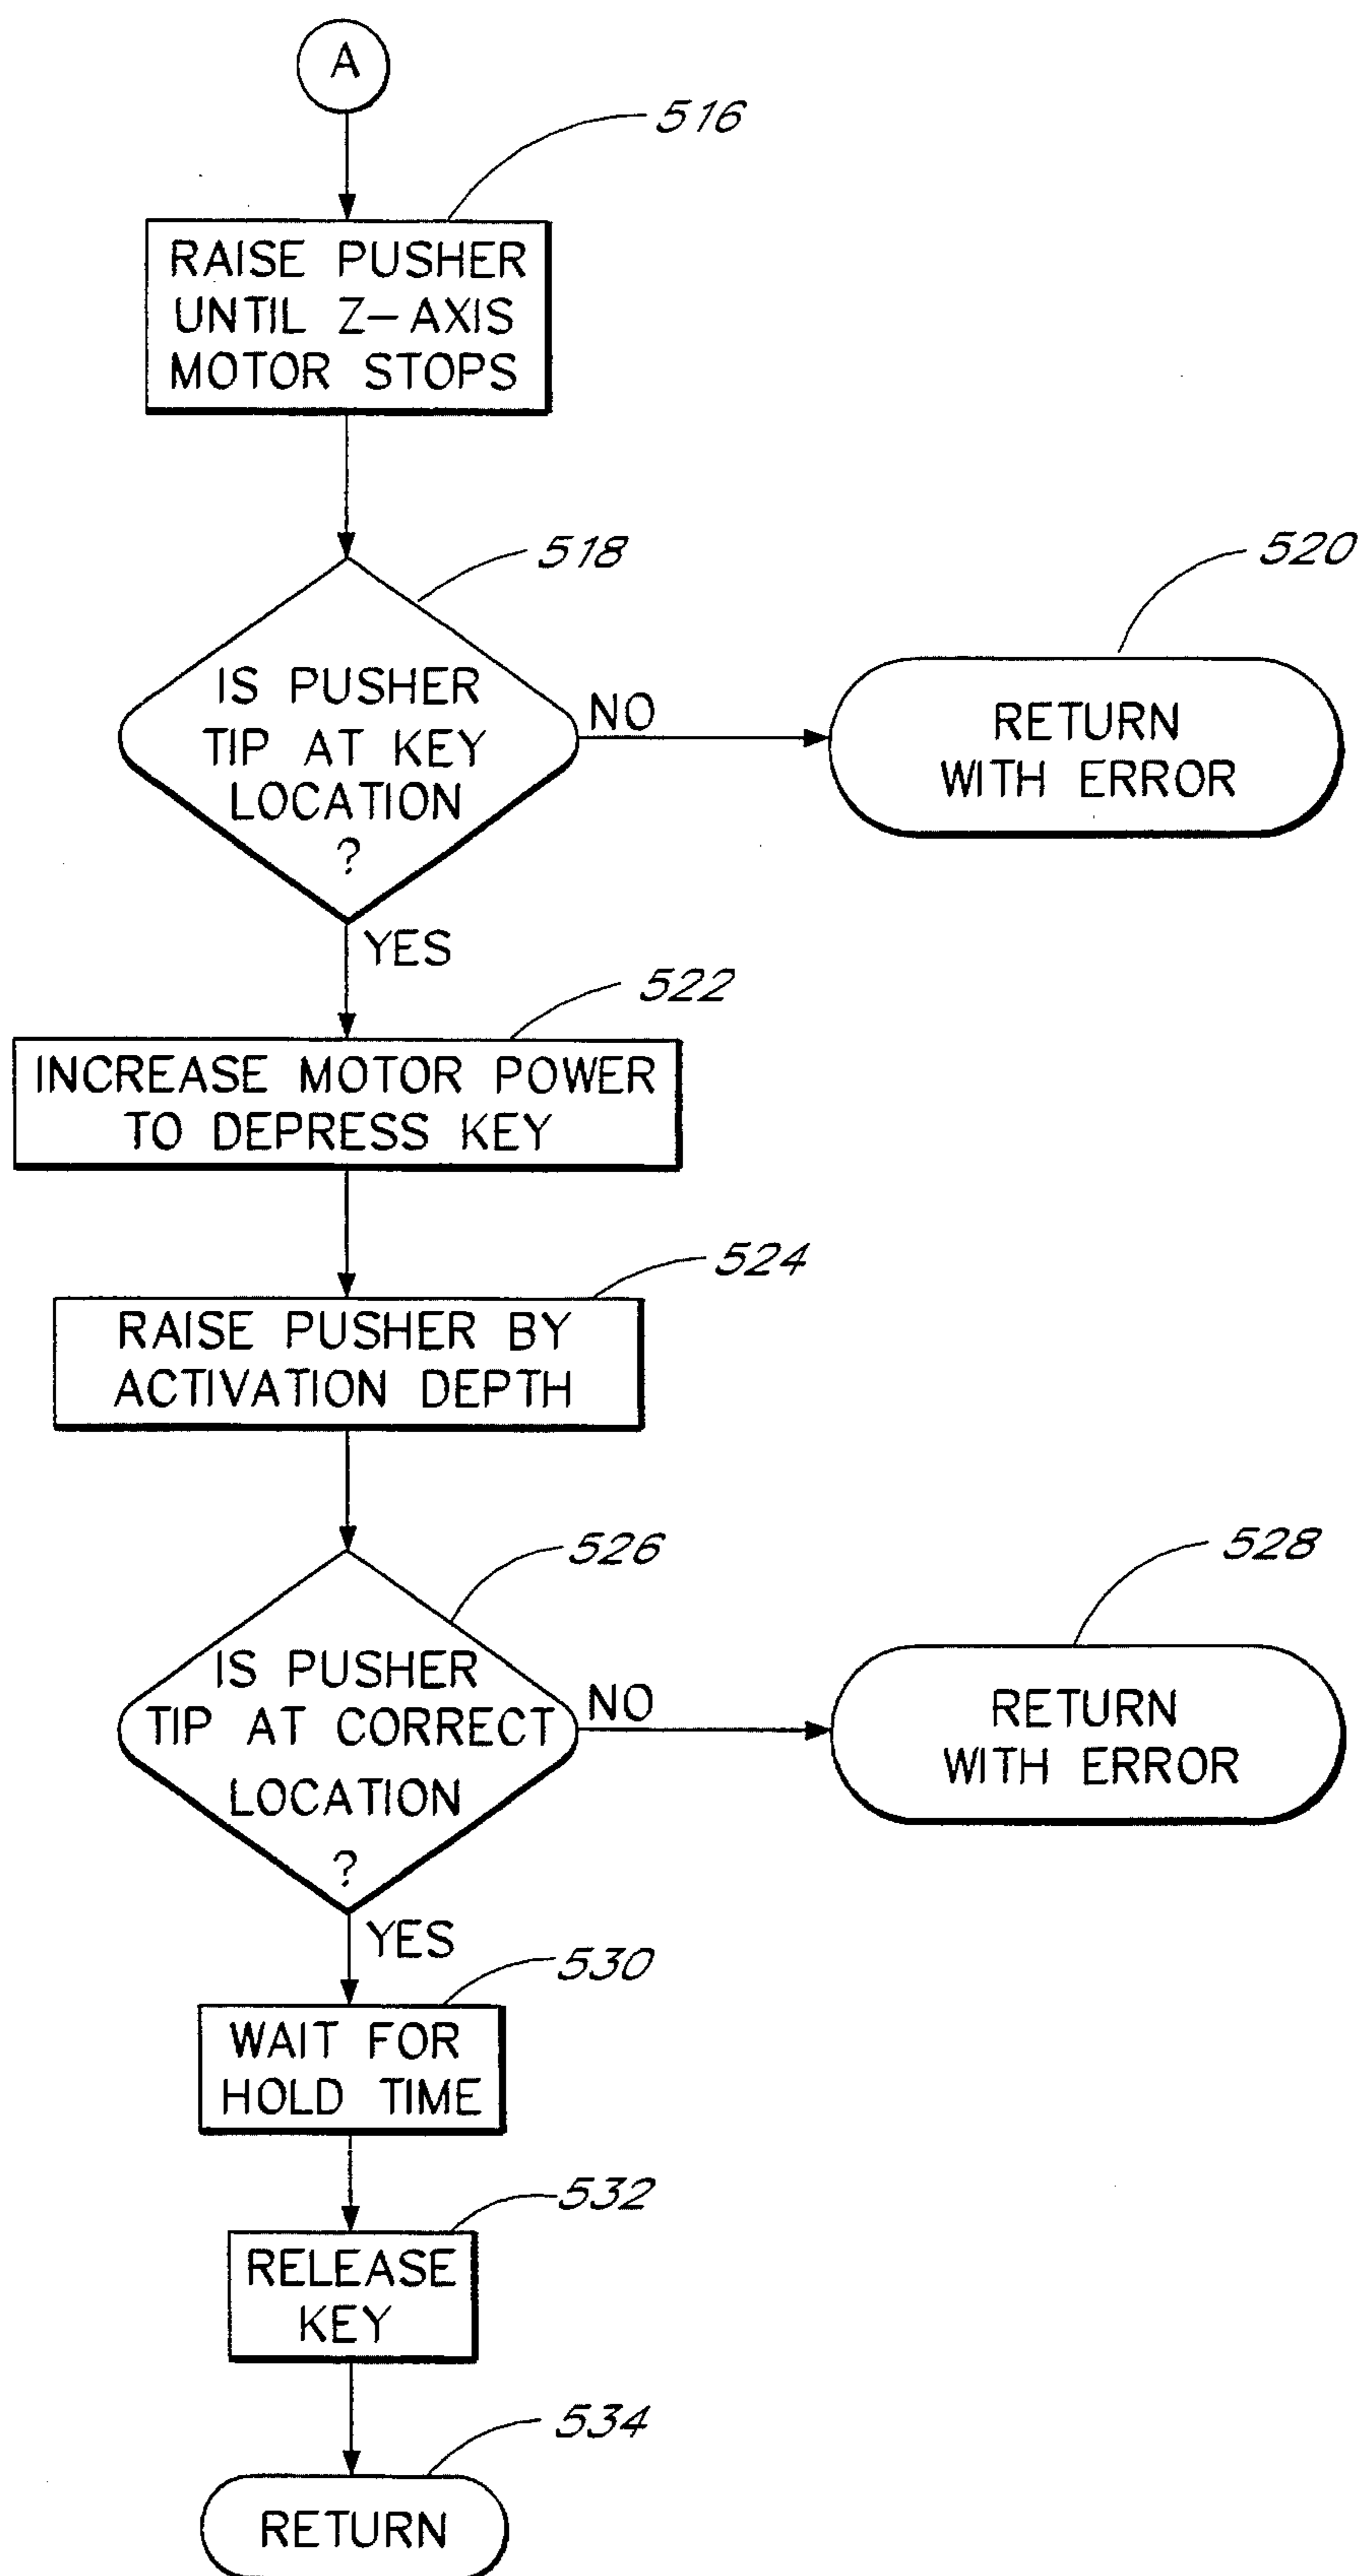 A
516
RAISE PUSHER
UNTIL Z-AXIS
MOTOR STOPS
518
520
IS PUSHER
TIP AT KEY
LOCATION
?
NO
RETURN
WITH ERROR
YES
522
INCREASE MOTOR POWER
TO DEPRESS KEY
524
RAISE PUSHER BY
ACTIVATION DEPTH
526
528
IS PUSHER
TIP AT CORRECT
LOCATION
?
NO
RETURN
WITH ERROR
YES
530
WAIT FOR
HOLD TIME
532
RELEASE
KEY
534
RETURN